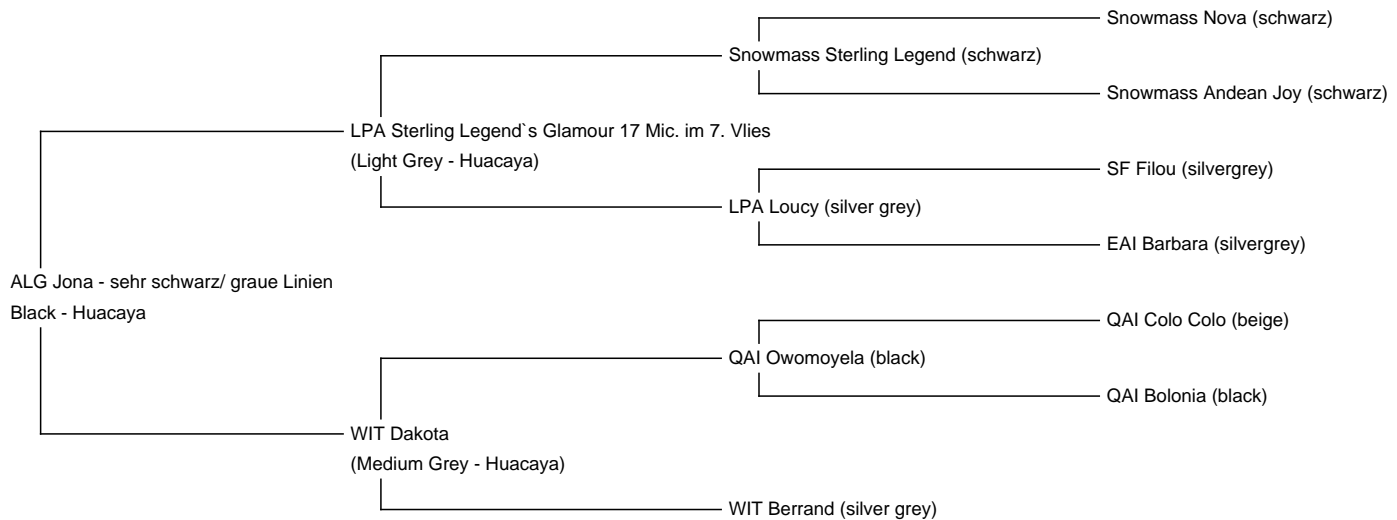 Snowmass Nova (schwarz)
Snowmass Sterling Legend (schwarz)
Snowmass Andean Joy (schwarz)
LPA Sterling Legend`s Glamour 17 Mic. im 7. Vlies
(Light Grey - Huacaya)
SF Filou (silvergrey)
LPA Loucy (silver grey)
EAI Barbara (silvergrey)
ALG Jona - sehr schwarz/ graue Linien
Black - Huacaya
QAI Colo Colo (beige)
QAI Owomoyela (black)
QAI Bolonia (black)
WIT Dakota
(Medium Grey - Huacaya)
WIT Berrand (silver grey)